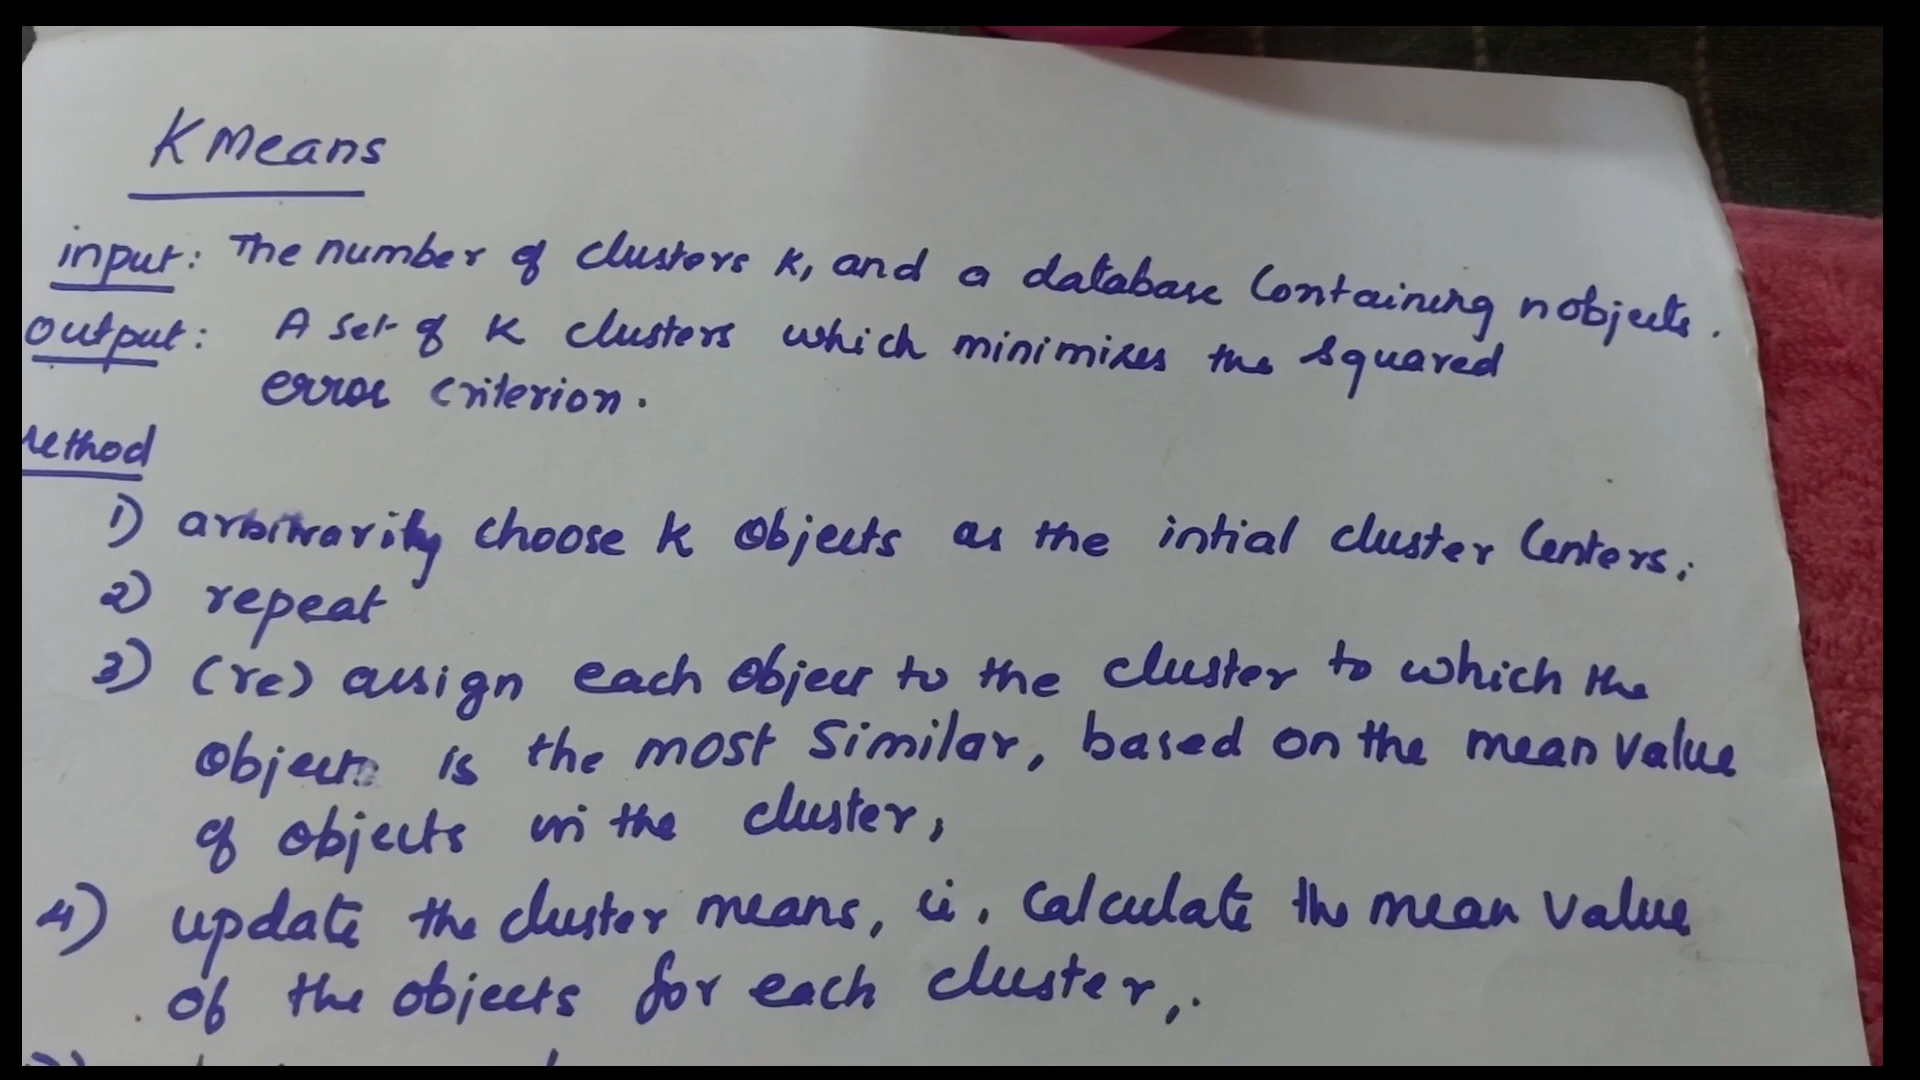 K Means
input: The number of clusters K, and a database Containing n objects.
output: A set of K clusters which minimizes the squared
error criterion.
Method
1) arbitrarity choose k objects as the intial cluster Centers;
2) repeat
3) (re) assign each object to the cluster to which the
object is the most Similar, based on the mean value
of objects in the cluster;
4) update the cluster means, ie. Calculate the mean value
of the objects for each cluster;